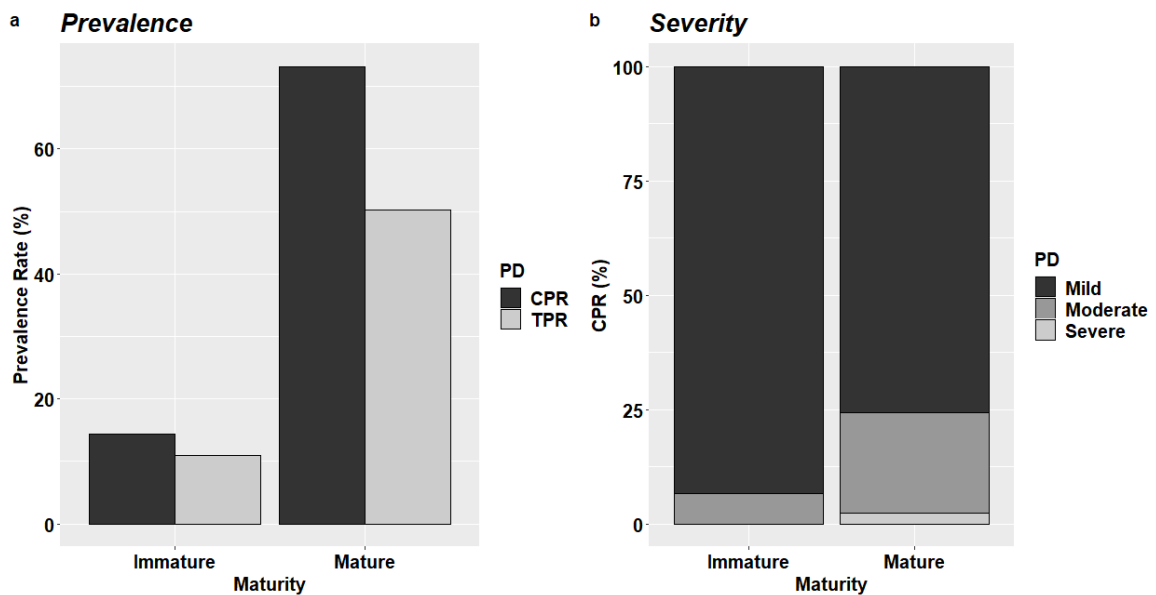 a Prevalence
Prevalence Rate (%)
60
40
20
0
Immature Mature
Maturity
PD
CPR
TPR
b Severity
CPR (%)
100
75
50
25
0
Immature Mature
Maturity
PD
Mild
Moderate
Severe